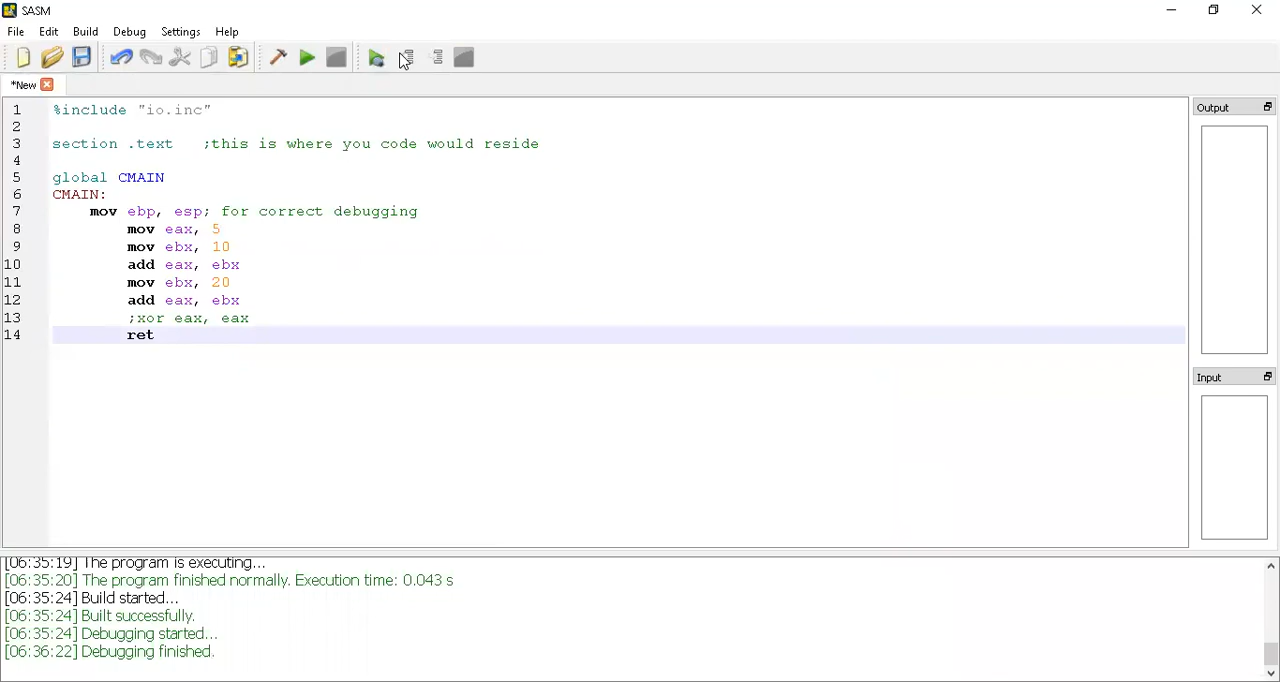 SASM
File Edit Build Debug Settings Help
*New
1 %include "io.inc"
2
3 section .text ;this is where you code would reside
4
5 global CMAIN
6 CMAIN:
7 mov ebp, esp; for correct debugging
8 mov eax, 5
9 mov ebx, 10
10 add eax, ebx
11 mov ebx, 20
12 add eax, ebx
13 ;xor eax, eax
14 ret
Output
Input
[06:35:19] The program is executing...
[06:35:20] The program finished normally. Execution time: 0.043 s
[06:35:24] Build started...
[06:35:24] Built successfully.
[06:35:24] Debugging started...
[06:36:22] Debugging finished.